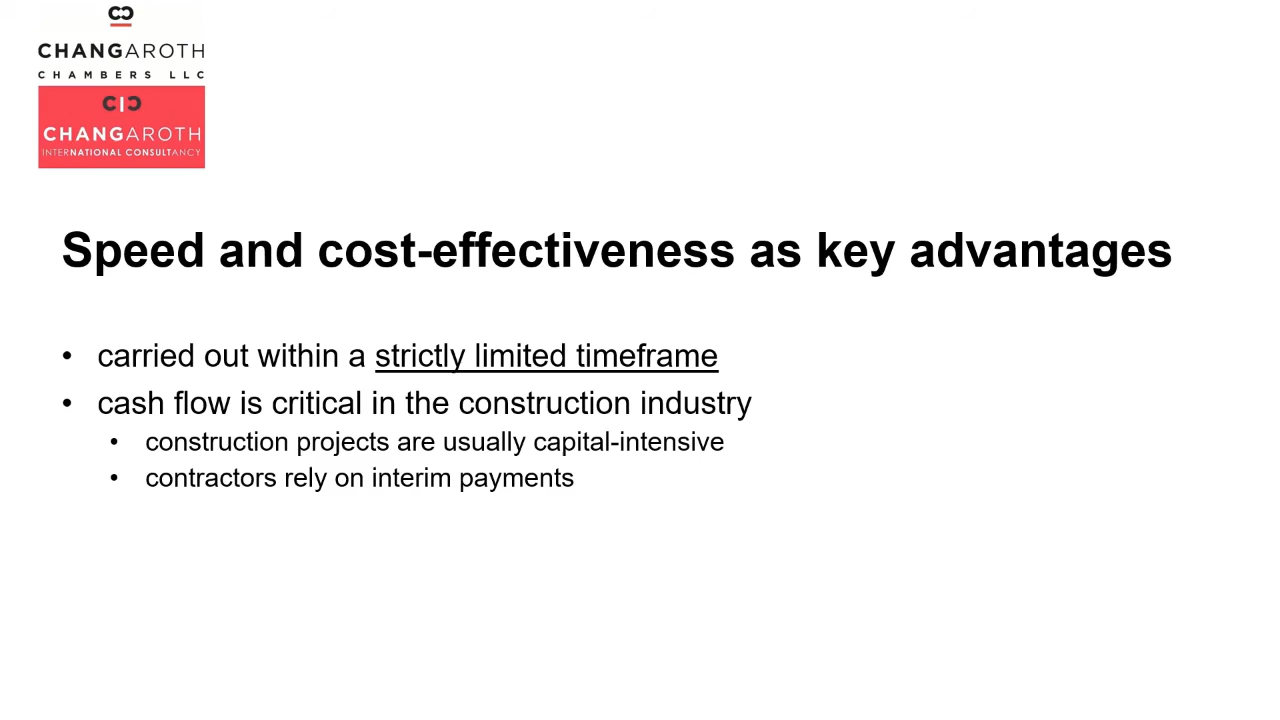 CHANGAROTH
CHAMBERS LLC
CHANGAROTH
INTERNATIONAL CONSULTANCY
Speed and cost-effectiveness as key advantages
• carried out within a strictly limited timeframe
• cash flow is critical in the construction industry
• construction projects are usually capital-intensive
• contractors rely on interim payments